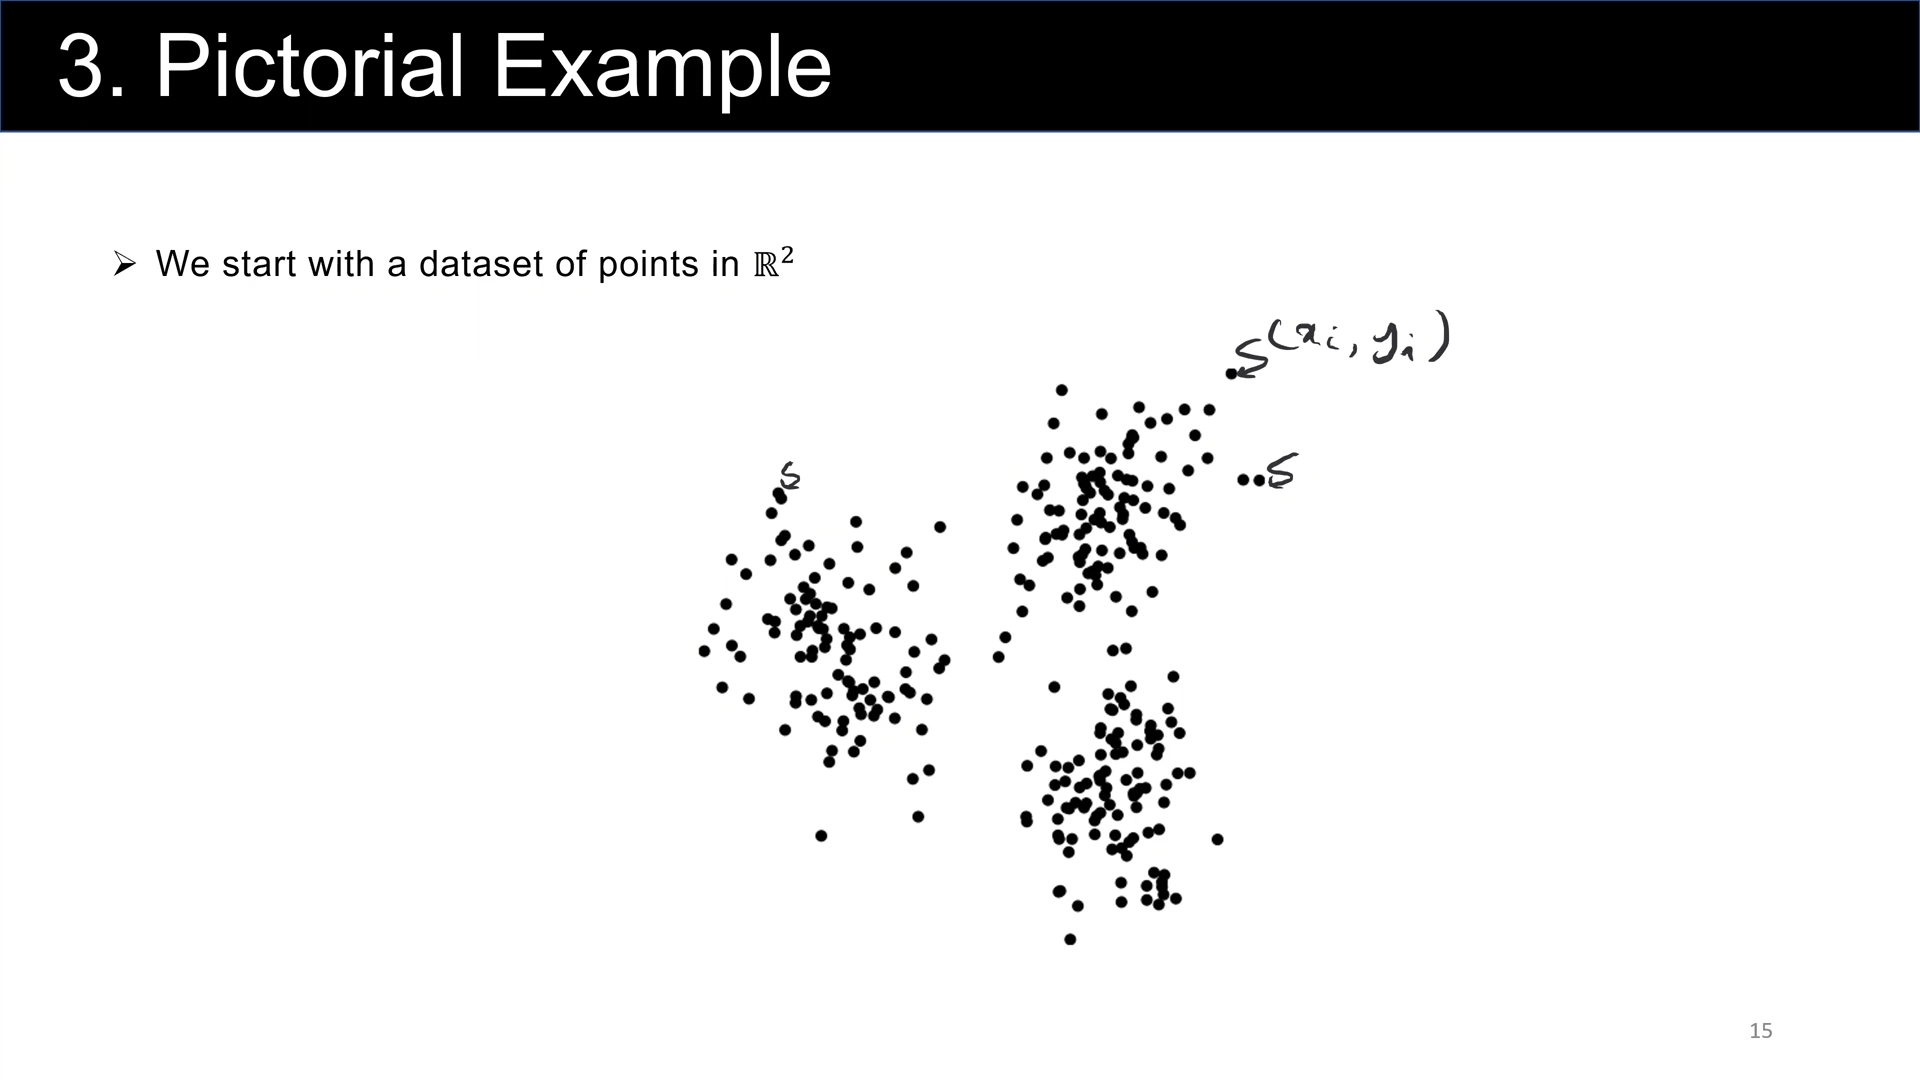 3. Pictorial Example
➢ We start with a dataset of points in ℝ²
(xᵢ, yᵢ)
15